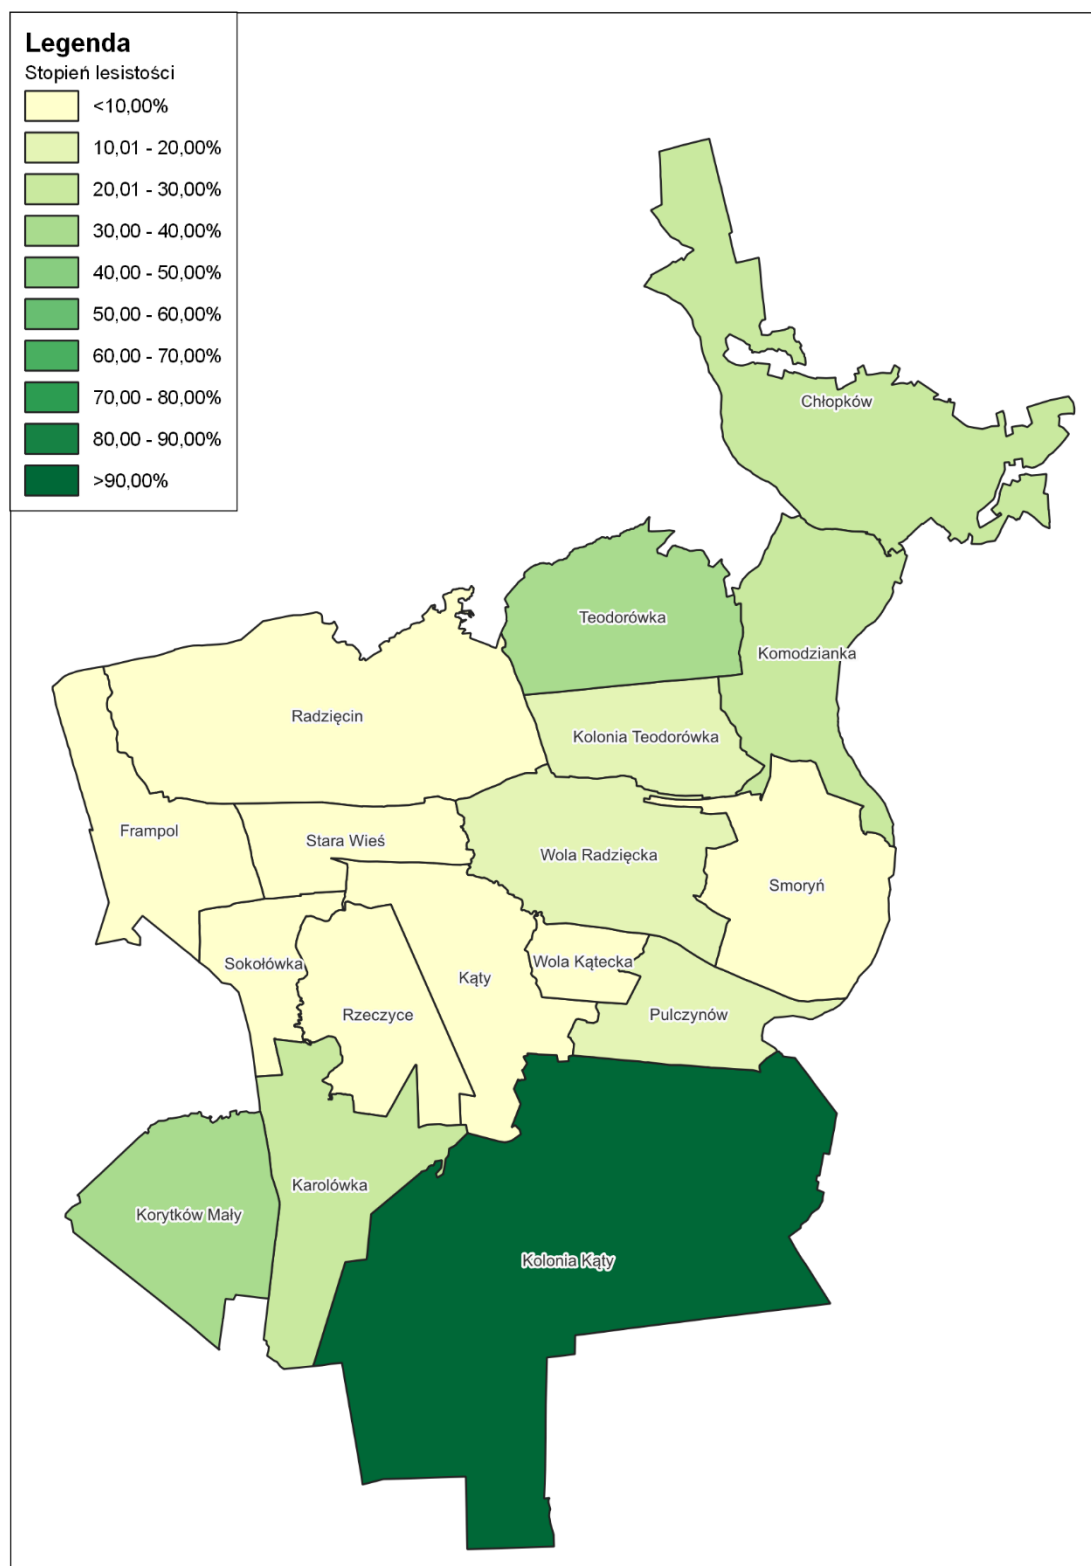 Legenda
Stopień lesistości
<10,00%
10,01 - 20,00%
20,01 - 30,00%
30,00 - 40,00%
40,00 - 50,00%
50,00 - 60,00%
60,00 - 70,00%
70,00 - 80,00%
80,00 - 90,00%
>90,00%
Chłopków
Teodorówka
Komodzianka
Radzięcin
Kolonia Teodorówka
Frampol
Stara Wieś
Wola Radzięcka
Smoryń
Sokołówka
Wola Kątecka
Kąty
Rzeczyce
Pulczynów
Karolówka
Korytków Mały
Kolonia Kąty